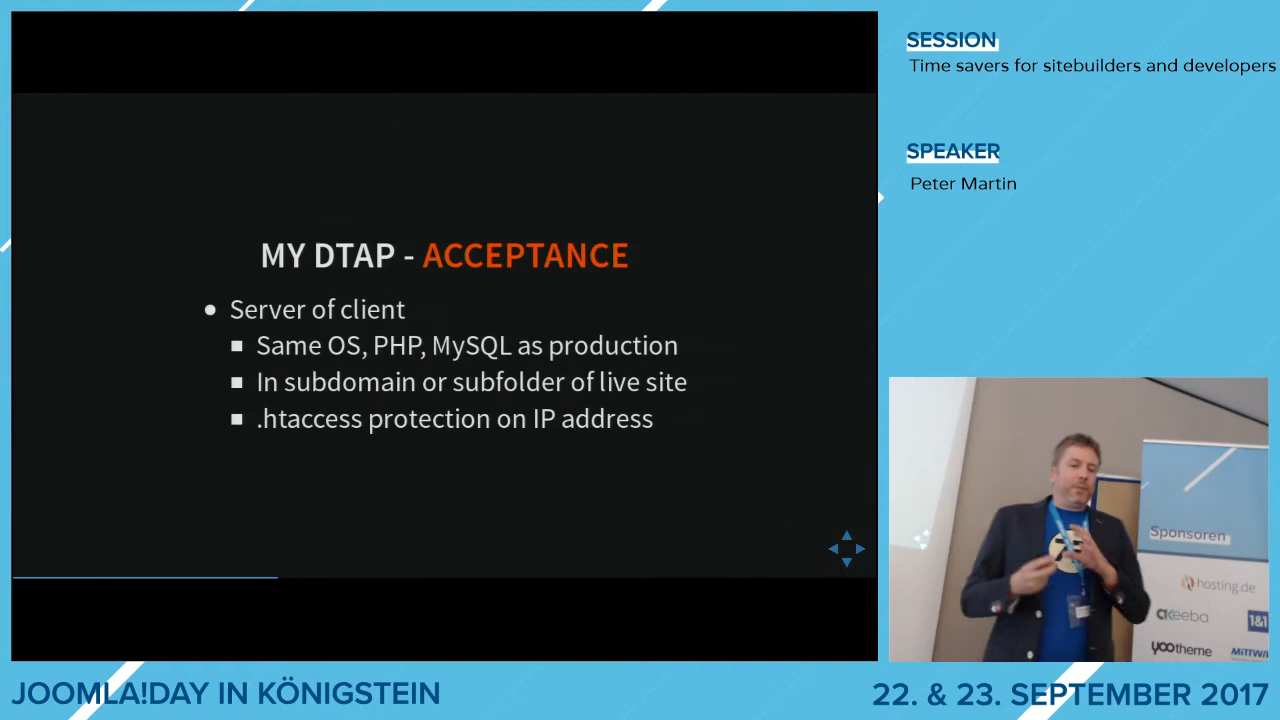 SESSION
Time savers for sitebuilders and developers
SPEAKER
Peter Martin
MY DTAP - ACCEPTANCE
Server of client
Same OS, PHP, MySQL as production
In subdomain or subfolder of live site
.htaccess protection on IP address
Sponsoren
hosting.de
akeeba
1&1
yootheme
MITTWA
JOOMLA!DAY IN KÖNIGSTEIN
22. & 23. SEPTEMBER 2017